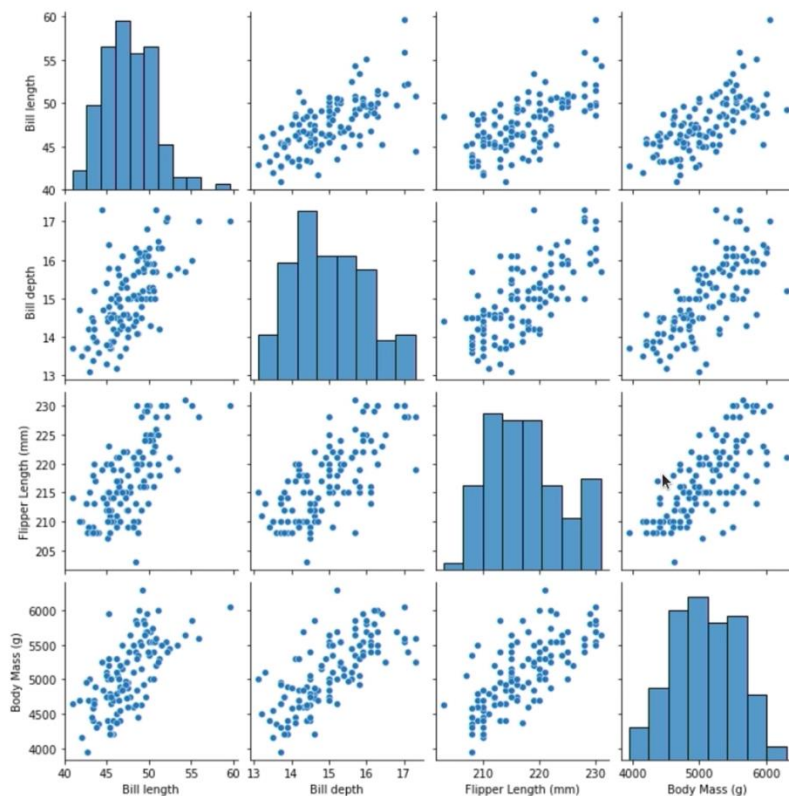 60
55
50
45
40
Bill length
17
16
15
14
13
Bill depth
230
225
220
215
210
205
Flipper Length (mm)
6000
5500
5000
4500
4000
Body Mass (g)
40 45 50 55 60
Bill length
13 14 15 16 17
Bill depth
210 220 230
Flipper Length (mm)
4000 5000 6000
Body Mass (g)